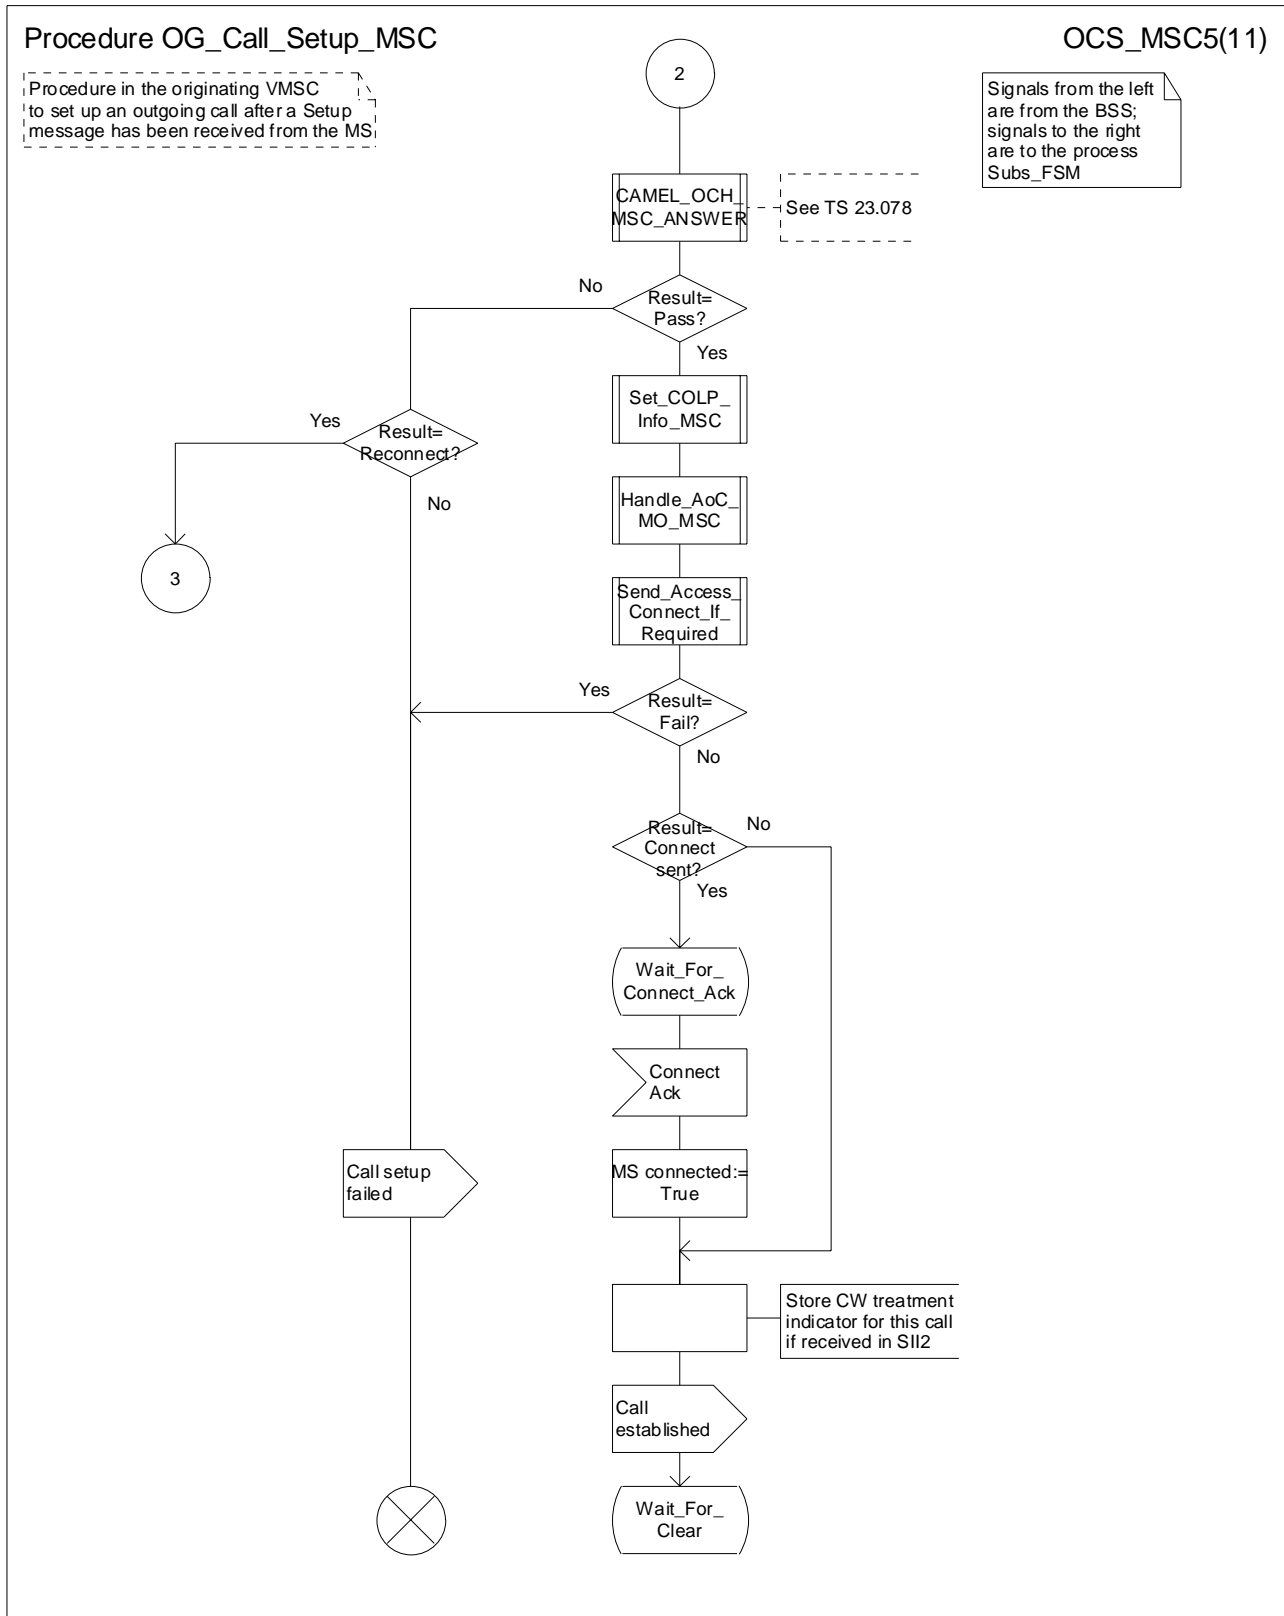 Procedure OG_Call_Setup_MSC
OCS_MSC5(11)
Procedure in the originating VMSC
to set up an outgoing call after a Setup
message has been received from the MS
2
Signals from the left
are from the BSS;
signals to the right
are to the process
Subs_FSM
CAMEL_OCH_
MSC_ANSWER
See TS 23.078
No
Result=
Pass?
Yes
Set_COLP_
Info_MSC
Yes
Result=
Reconnect?
No
Handle_AoC_
MO_MSC
3
Send_Access_
Connect_If_
Required
Yes
Result=
Fail?
No
Result=
Connect
sent?
No
Yes
Wait_For_
Connect_Ack
Connect
Ack
Call setup
failed
MS connected:=
True
Store CW treatment
indicator for this call
if received in SII2
Call
established
Wait_For_
Clear